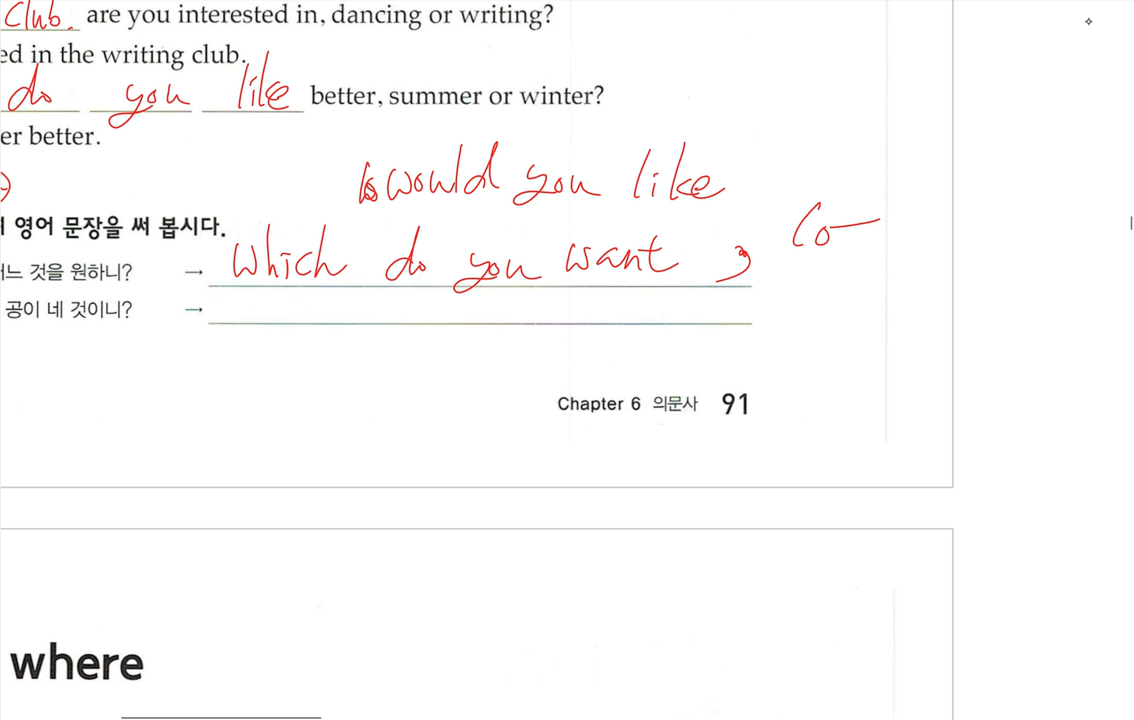 Club. are you interested in, dancing or writing?
ed in the writing club.
do you like better, summer or winter?
er better.
would you like
영어 문장을 써 봅시다.
느 것을 원하니? → Which do you want , Co
공이 네 것이니? →
Chapter 6 의문사 91
where